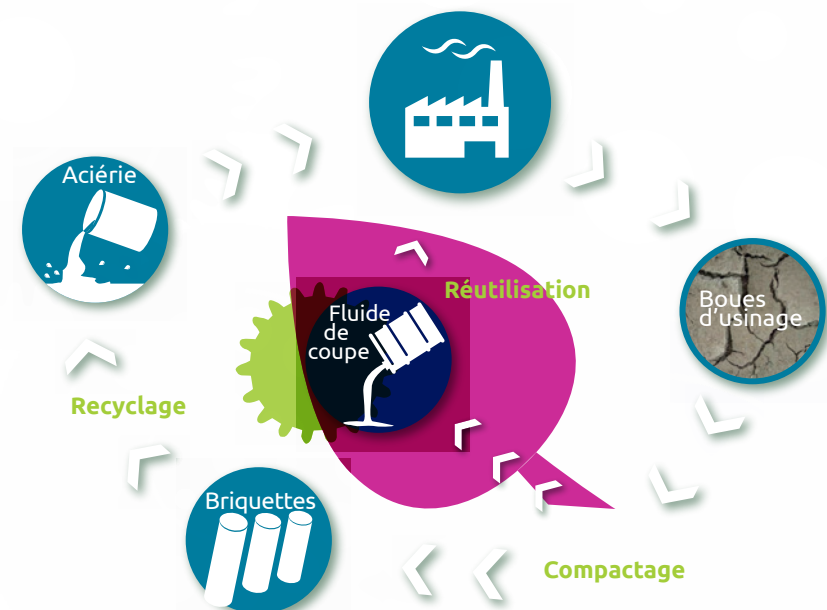 Aciérie
Réutilisation
Boues
d'usinage
Fluide
de
coupe
Recyclage
Briquettes
Compactage